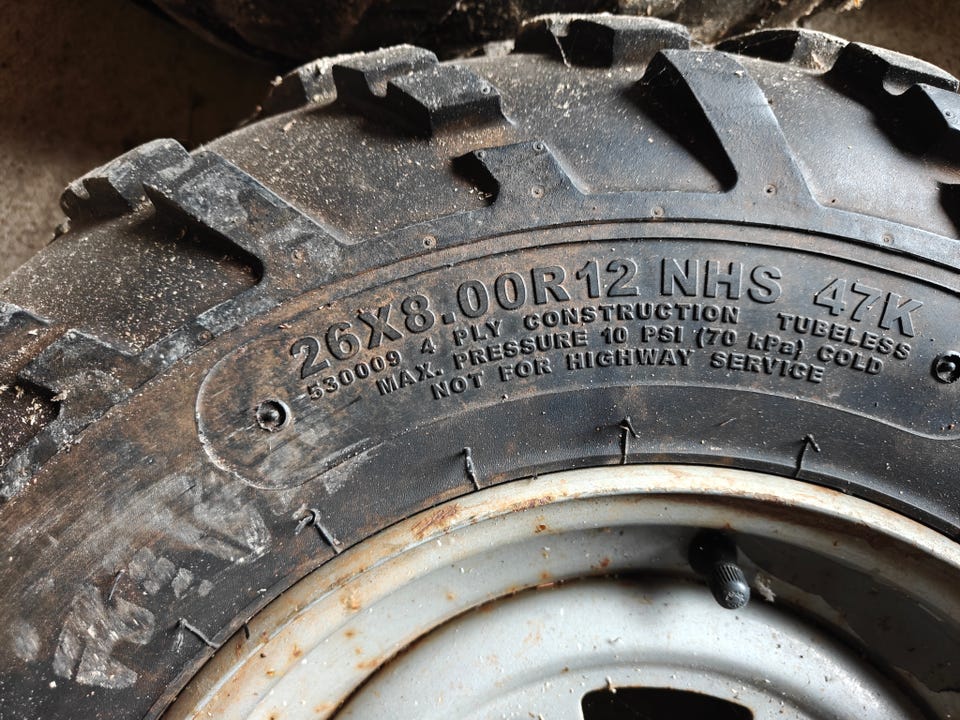 26X8.00R12 NHS 47K
530009 4 PLY CONSTRUCTION TUBELESS
MAX. PRESSURE 10 PSI (70 kPa) COLD
NOT FOR HIGHWAY SERVICE